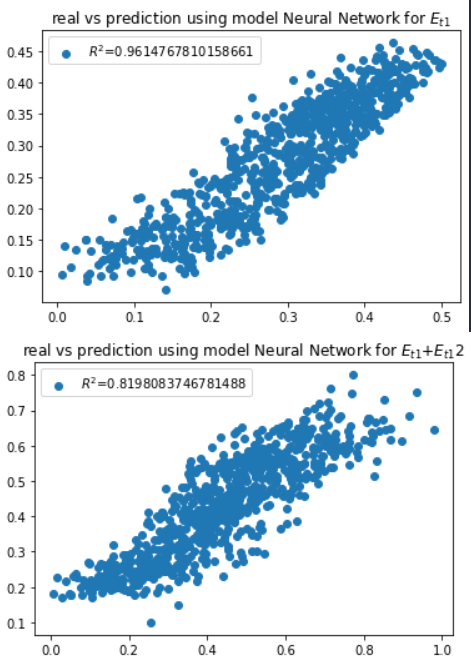 real vs prediction using model Neural Network for E_{t1}
R²=0.9614767810158661
0.45
0.40
0.35
0.30
0.25
0.20
0.15
0.10
0.0 0.1 0.2 0.3 0.4 0.5
real vs prediction using model Neural Network for E_{t1}+E_{t1}2
R²=0.8198083746781488
0.8
0.7
0.6
0.5
0.4
0.3
0.2
0.1
0.0 0.2 0.4 0.6 0.8 1.0